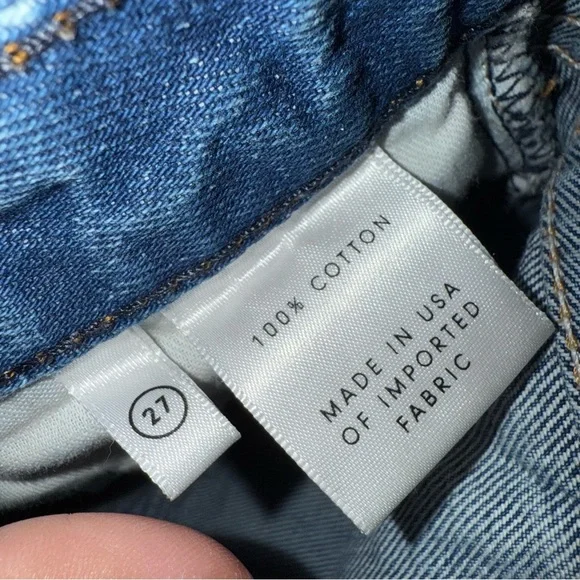 100% COTTON
MADE IN USA
OF IMPORTED
FABRIC
27